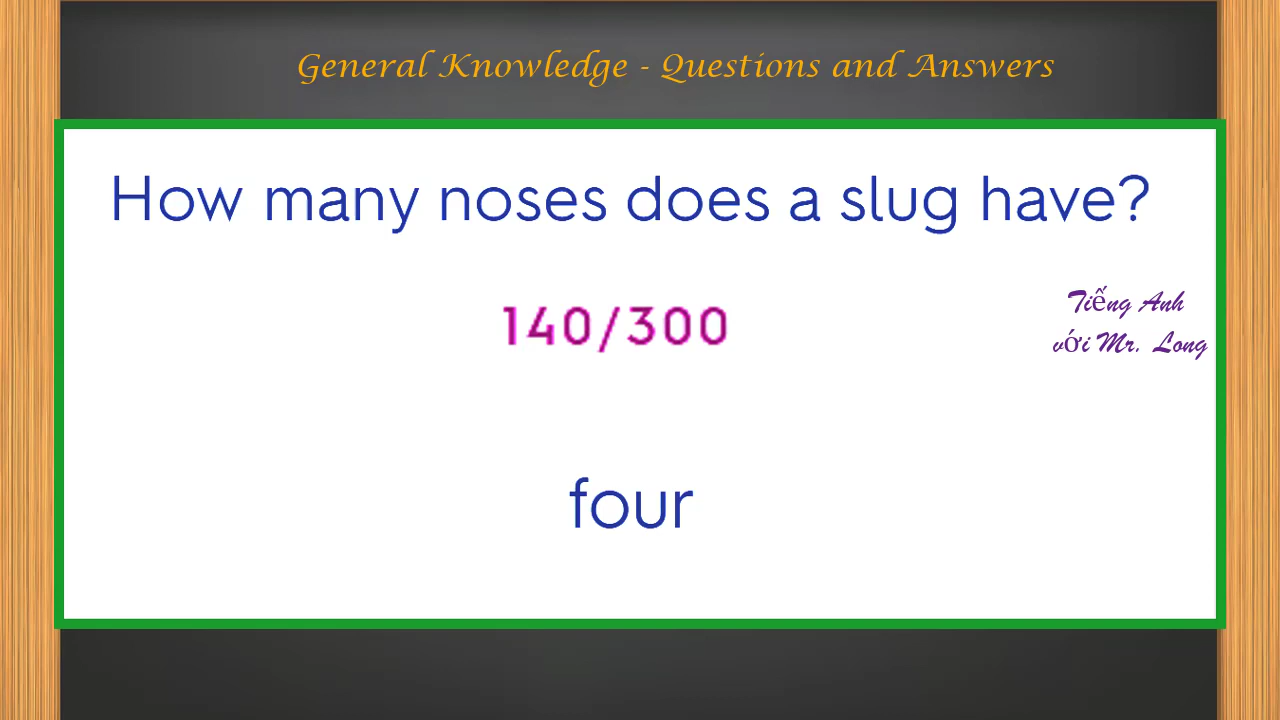 General Knowledge - Questions and Answers
How many noses does a slug have?
Tiếng Anh
140/300
với Mr. Long
four